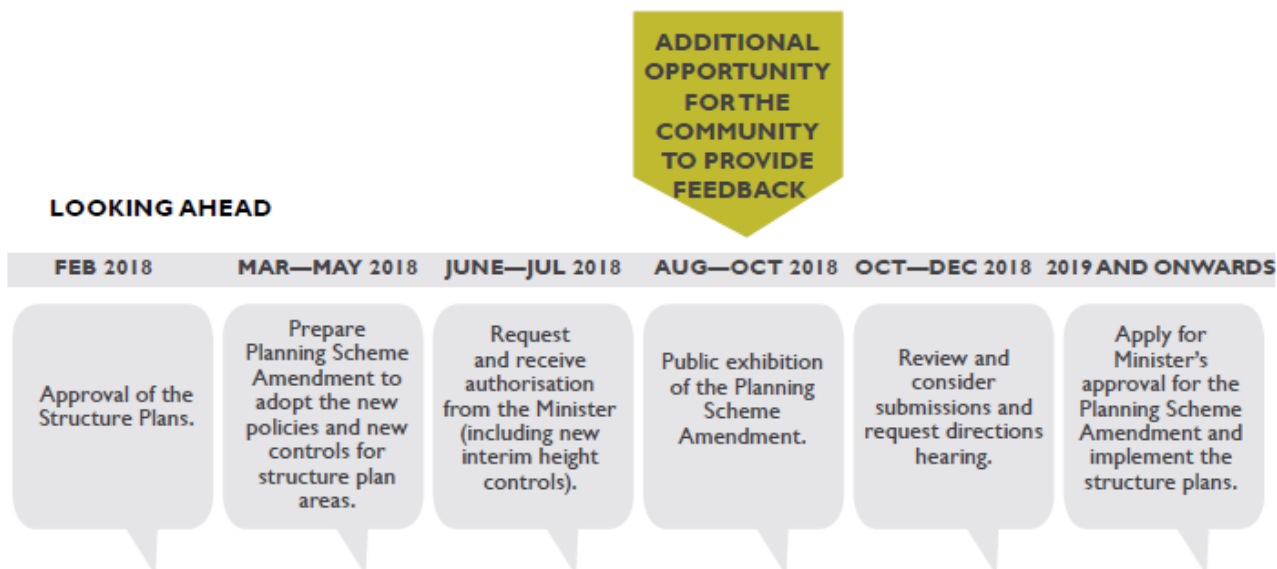 ADDITIONAL
OPPORTUNITY
FOR THE
COMMUNITY
TO PROVIDE
FEEDBACK
LOOKING AHEAD
FEB 2018
MAR—MAY 2018
JUNE—JUL 2018
AUG—OCT 2018
OCT—DEC 2018
2019 AND ONWARDS
Approval of the
Structure Plans.
Prepare
Planning Scheme
Amendment to
adopt the new
policies and new
controls for
structure plan
areas.
Request
and receive
authorisation
from the Minister
(including new
interim height
controls).
Public exhibition
of the Planning
Scheme
Amendment.
Review and
consider
submissions and
request directions
hearing.
Apply for
Minister's
approval for the
Planning Scheme
Amendment and
implement the
structure plans.